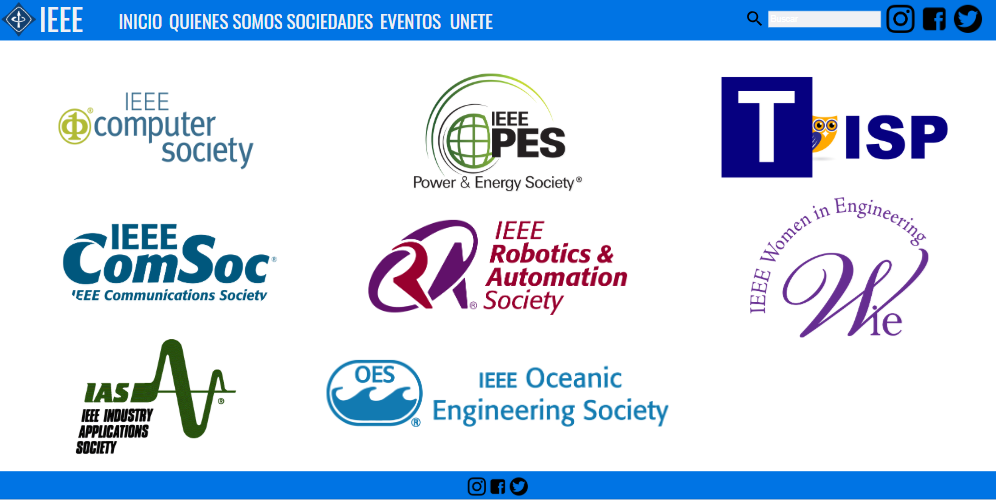 IEEE INICIO QUIENES SOMOS SOCIEDADES EVENTOS UNETE Buscar
IEEE
computer
society
IEEE
PES
Power & Energy Society®
T ISP
IEEE
ComSoc®
IEEE Communications Society
IEEE
Robotics &
Automation
Society
®
IEEE Women in Engineering
Wie
IAS
®
IEEE INDUSTRY
APPLICATIONS
SOCIETY
OES
®
IEEE Oceanic
Engineering Society